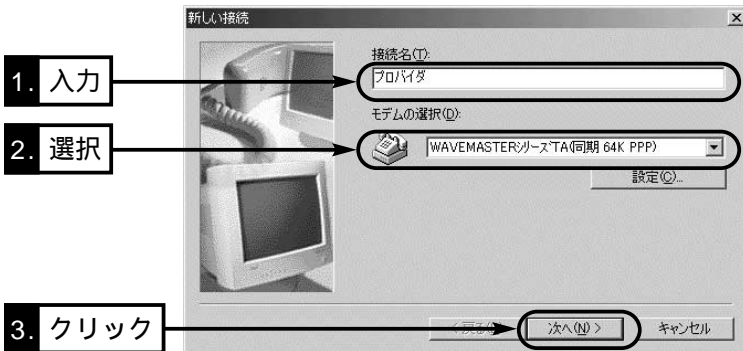 新しい接続
接続名(T):
1. 入力
プロバイダ
モデムの選択(D):
2. 選択
WAVEMASTERシリーズTA(同期 64K PPP)
設定(C)...
3. クリック
次へ(N) >
キャンセル